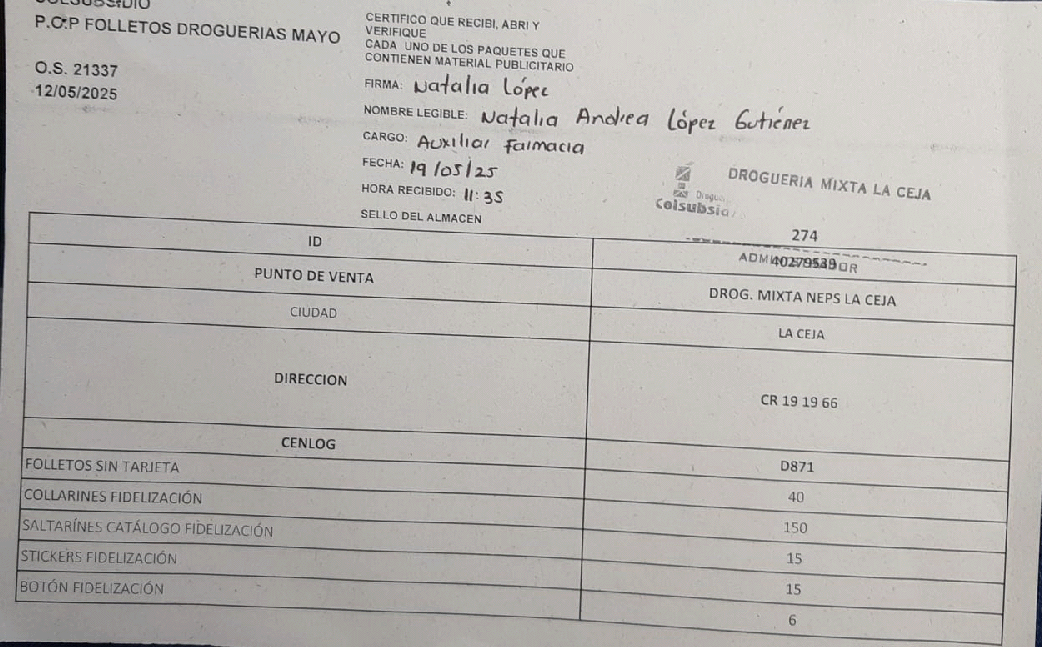 COLSUBSIDIO
P.O.P FOLLETOS DROGUERIAS MAYO
O.S. 21337
12/05/2025
CERTIFICO QUE RECIBI, ABRI Y
VERIFIQUE
CADA UNO DE LOS PAQUETES QUE
CONTIENEN MATERIAL PUBLICITARIO
FIRMA: Natalia López
NOMBRE LEGIBLE: Natalia Andrea López Gutiérrez
CARGO: Auxiliar Farmacia
FECHA: 19/05/25
HORA RECIBIDO: 11:35
SELLO DEL ALMACEN
DROGUERIA MIXTA LA CEJA
Colsubsidio
274
ADMINISTRADOR
ID 40279539
PUNTO DE VENTA DROG. MIXTA NEPS LA CEJA
CIUDAD LA CEJA
DIRECCION CR 19 19 66
CENLOG D871
FOLLETOS SIN TARJETA 40
COLLARINES FIDELIZACIÓN 150
SALTARÍNES CATÁLOGO FIDELIZACIÓN 15
STICKERS FIDELIZACIÓN 15
BOTÓN FIDELIZACIÓN 6